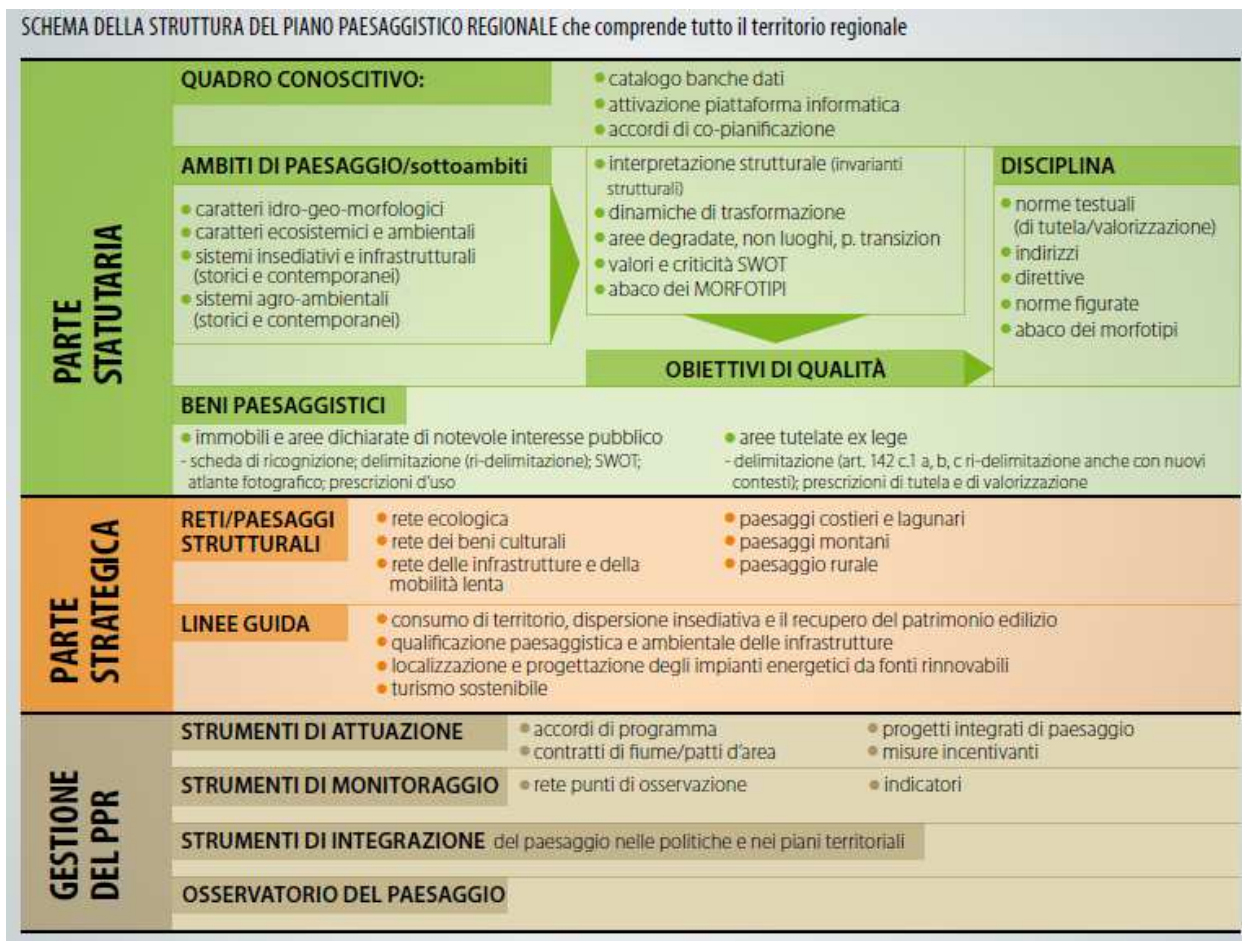 SCHEMA DELLA STRUTTURA DEL PIANO PAESAGGISTICO REGIONALE che comprende tutto il territorio regionale
PARTE
STATUTARIA
QUADRO CONOSCITIVO:
• catalogo banche dati
• attivazione piattaforma informatica
• accordi di co-pianificazione
AMBITI DI PAESAGGIO/sottoambiti
• caratteri idro-geo-morfologici
• caratteri ecosistemici e ambientali
• sistemi insediativi e infrastrutturali
(storici e contemporanei)
• sistemi agro-ambientali
(storici e contemporanei)
• interpretazione strutturale (invarianti
strutturali)
• dinamiche di trasformazione
• aree degradate, non luoghi, p. transizion
• valori e criticità SWOT
• abaco dei MORFOTIPI
OBIETTIVI DI QUALITÀ
DISCIPLINA
• norme testuali
(di tutela/valorizzazione)
• indirizzi
• direttive
• norme figurate
• abaco dei morfotipi
BENI PAESAGGISTICI
• immobili e aree dichiarate di notevole interesse pubblico
- scheda di ricognizione; delimitazione (ri-delimitazione); SWOT;
atlante fotografico; prescrizioni d'uso
• aree tutelate ex lege
- delimitazione (art. 142 c.1 a, b, c ri-delimitazione anche con nuovi
contesti); prescrizioni di tutela e di valorizzazione
PARTE
STRATEGICA
RETI/PAESAGGI
STRUTTURALI
• rete ecologica
• rete dei beni culturali
• rete delle infrastrutture e della
mobilità lenta
• paesaggi costieri e lagunari
• paesaggi montani
• paesaggio rurale
LINEE GUIDA
• consumo di territorio, dispersione insediativa e il recupero del patrimonio edilizio
• qualificazione paesaggistica e ambientale delle infrastrutture
• localizzazione e progettazione degli impianti energetici da fonti rinnovabili
• turismo sostenibile
GESTIONE
DEL PPR
STRUMENTI DI ATTUAZIONE
• accordi di programma
• contratti di fiume/patti d'area
• progetti integrati di paesaggio
• misure incentivanti
STRUMENTI DI MONITORAGGIO
• rete punti di osservazione
• indicatori
STRUMENTI DI INTEGRAZIONE del paesaggio nelle politiche e nei piani territoriali
OSSERVATORIO DEL PAESAGGIO